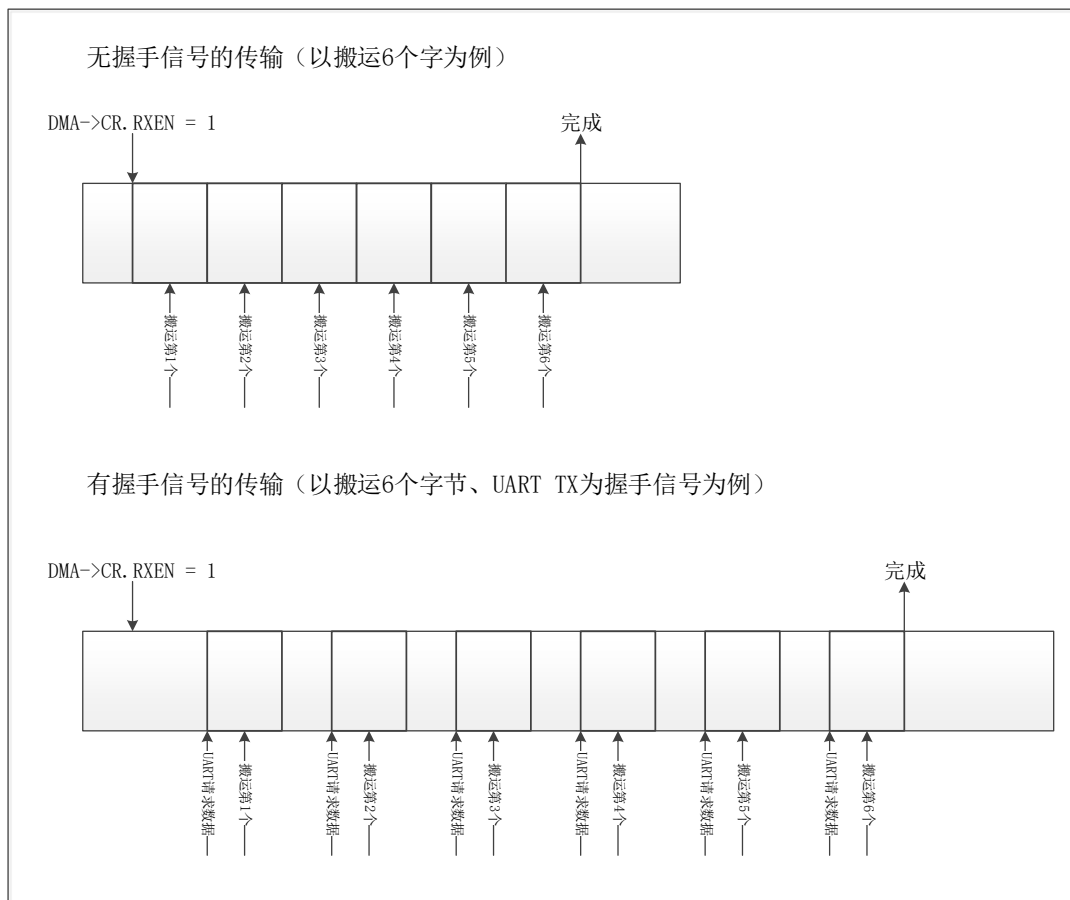 无握手信号的传输（以搬运6个字为例）
DMA->CR.RXEN = 1
完成
搬运第1个
搬运第2个
搬运第3个
搬运第4个
搬运第5个
搬运第6个
有握手信号的传输（以搬运6个字节、UART TX为握手信号为例）
DMA->CR.RXEN = 1
完成
UART请求数据
搬运第1个
UART请求数据
搬运第2个
UART请求数据
搬运第3个
UART请求数据
搬运第4个
UART请求数据
搬运第5个
UART请求数据
搬运第6个